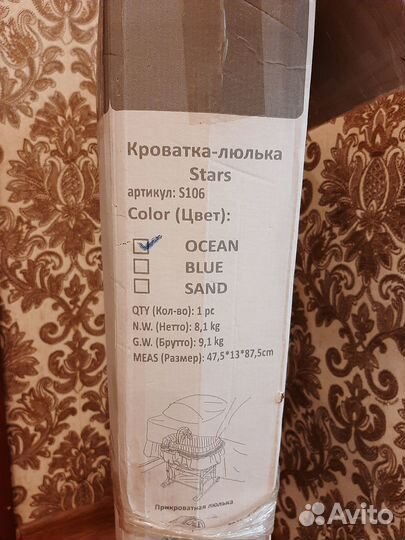 Кроватка-люлька
Stars
артикул: S106
Color (Цвет):
OCEAN
BLUE
SAND
QTY (Кол-во): 1 pc
N.W. (Нетто): 8,1 kg
G.W. (Брутто): 9,1 kg
MEAS (Размер): 47,5*13*87,5cm
Прикроватная люлька
Avito